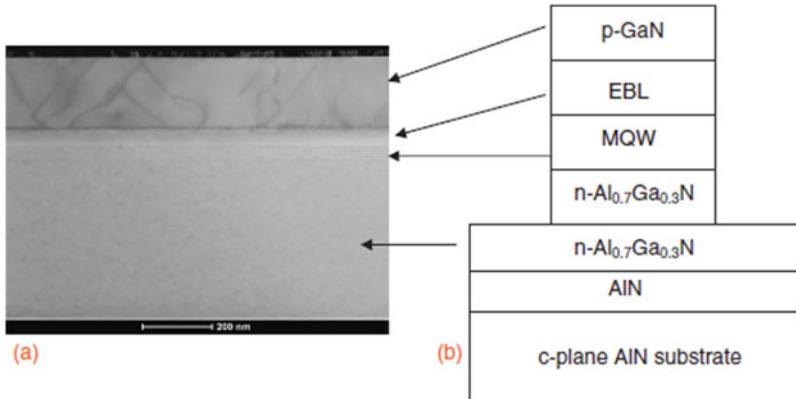 p-GaN
EBL
MQW
n-Al₀.₇Ga₀.₃N
n-Al₀.₇Ga₀.₃N
AlN
c-plane AlN substrate
200 nm
(a)
(b)